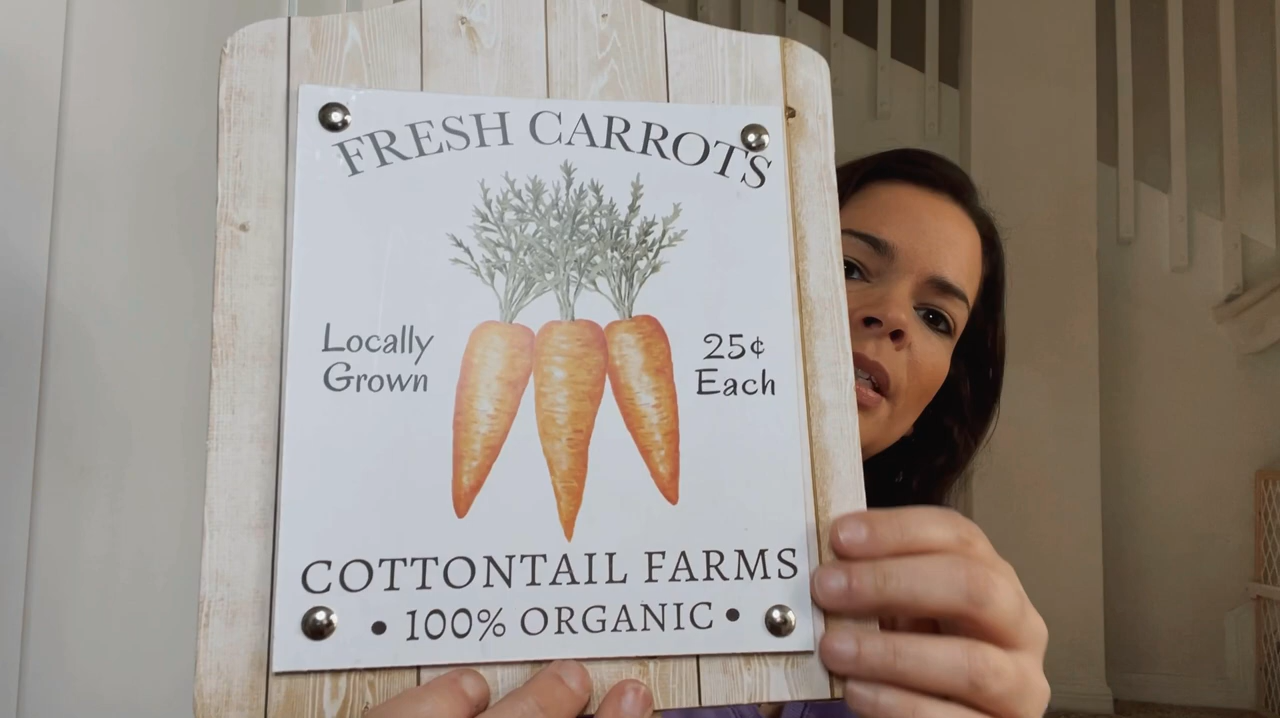 FRESH CARROTS
Locally
Grown
25¢
Each
COTTONTAIL FARMS
• 100% ORGANIC •